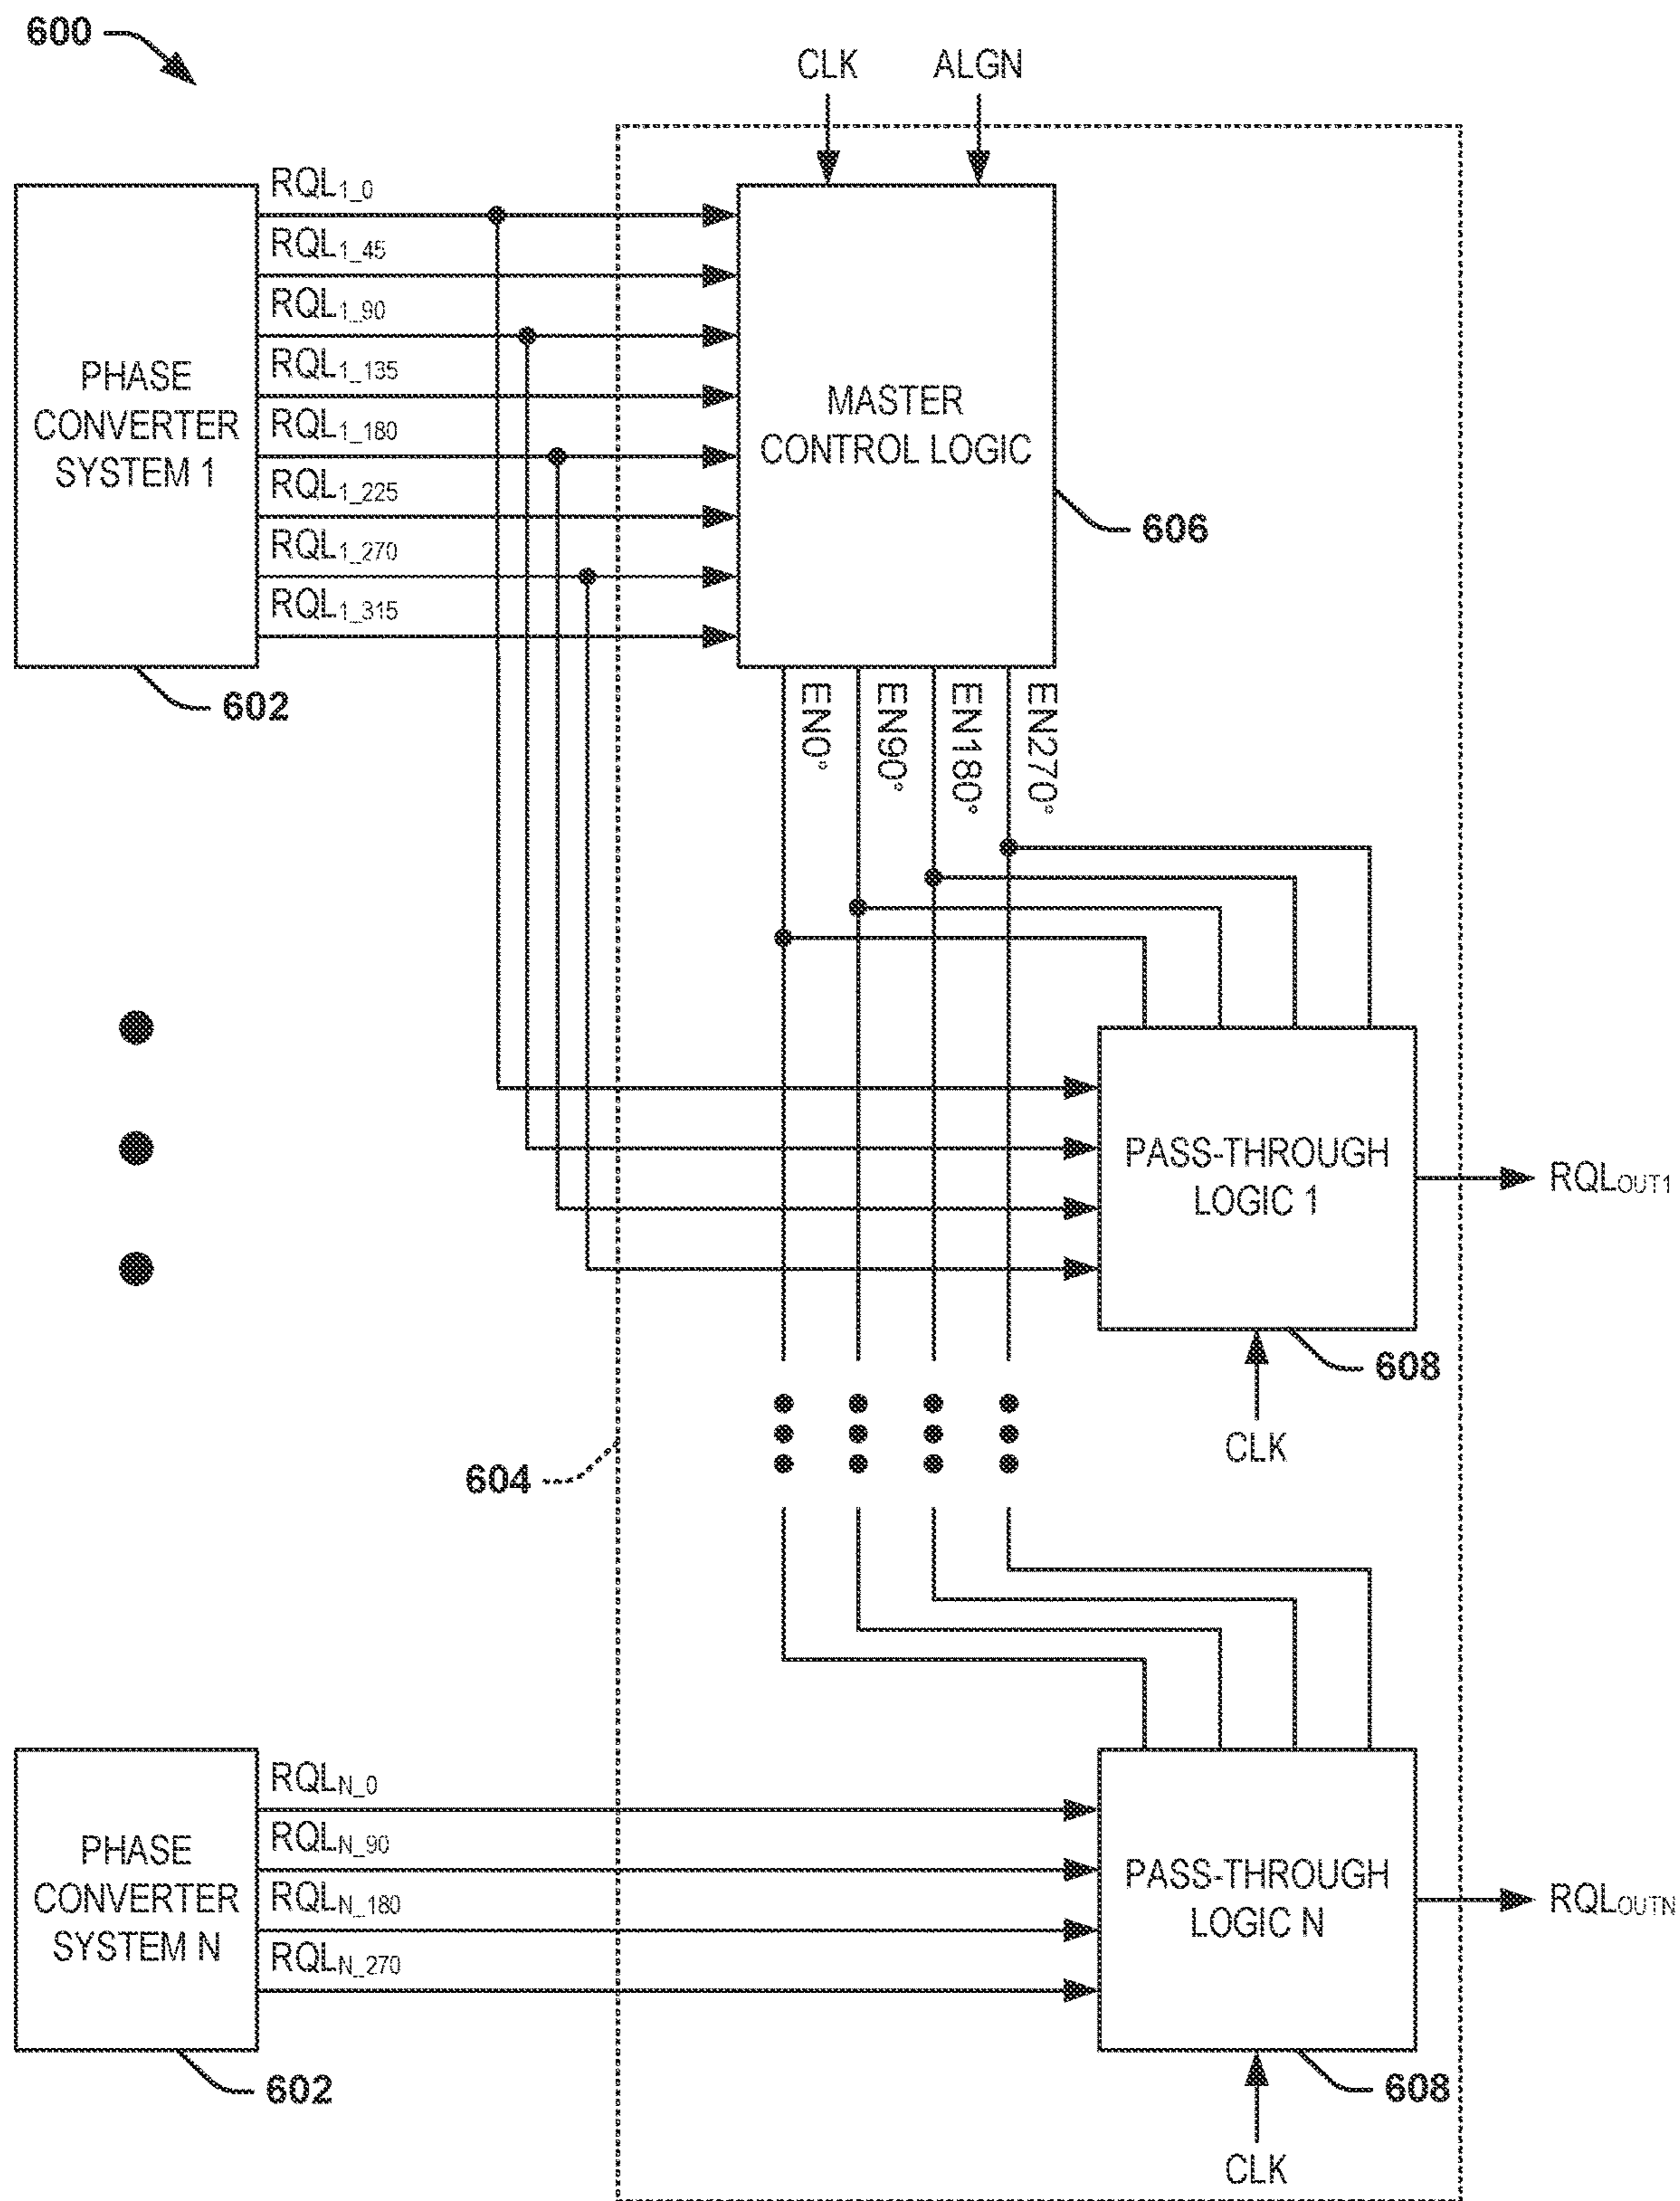 600
CLK
ALGN
RQL1_0
RQL1_45
RQL1_90
RQL1_135
RQL1_180
RQL1_225
RQL1_270
RQL1_315
PHASE
CONVERTER
SYSTEM 1
602
MASTER
CONTROL LOGIC
606
EN0°
EN90°
EN180°
EN270°
PASS-THROUGH
LOGIC 1
RQLOUT1
608
CLK
604
RQLN_0
RQLN_90
RQLN_180
RQLN_270
PHASE
CONVERTER
SYSTEM N
602
PASS-THROUGH
LOGIC N
RQLOUTN
608
CLK